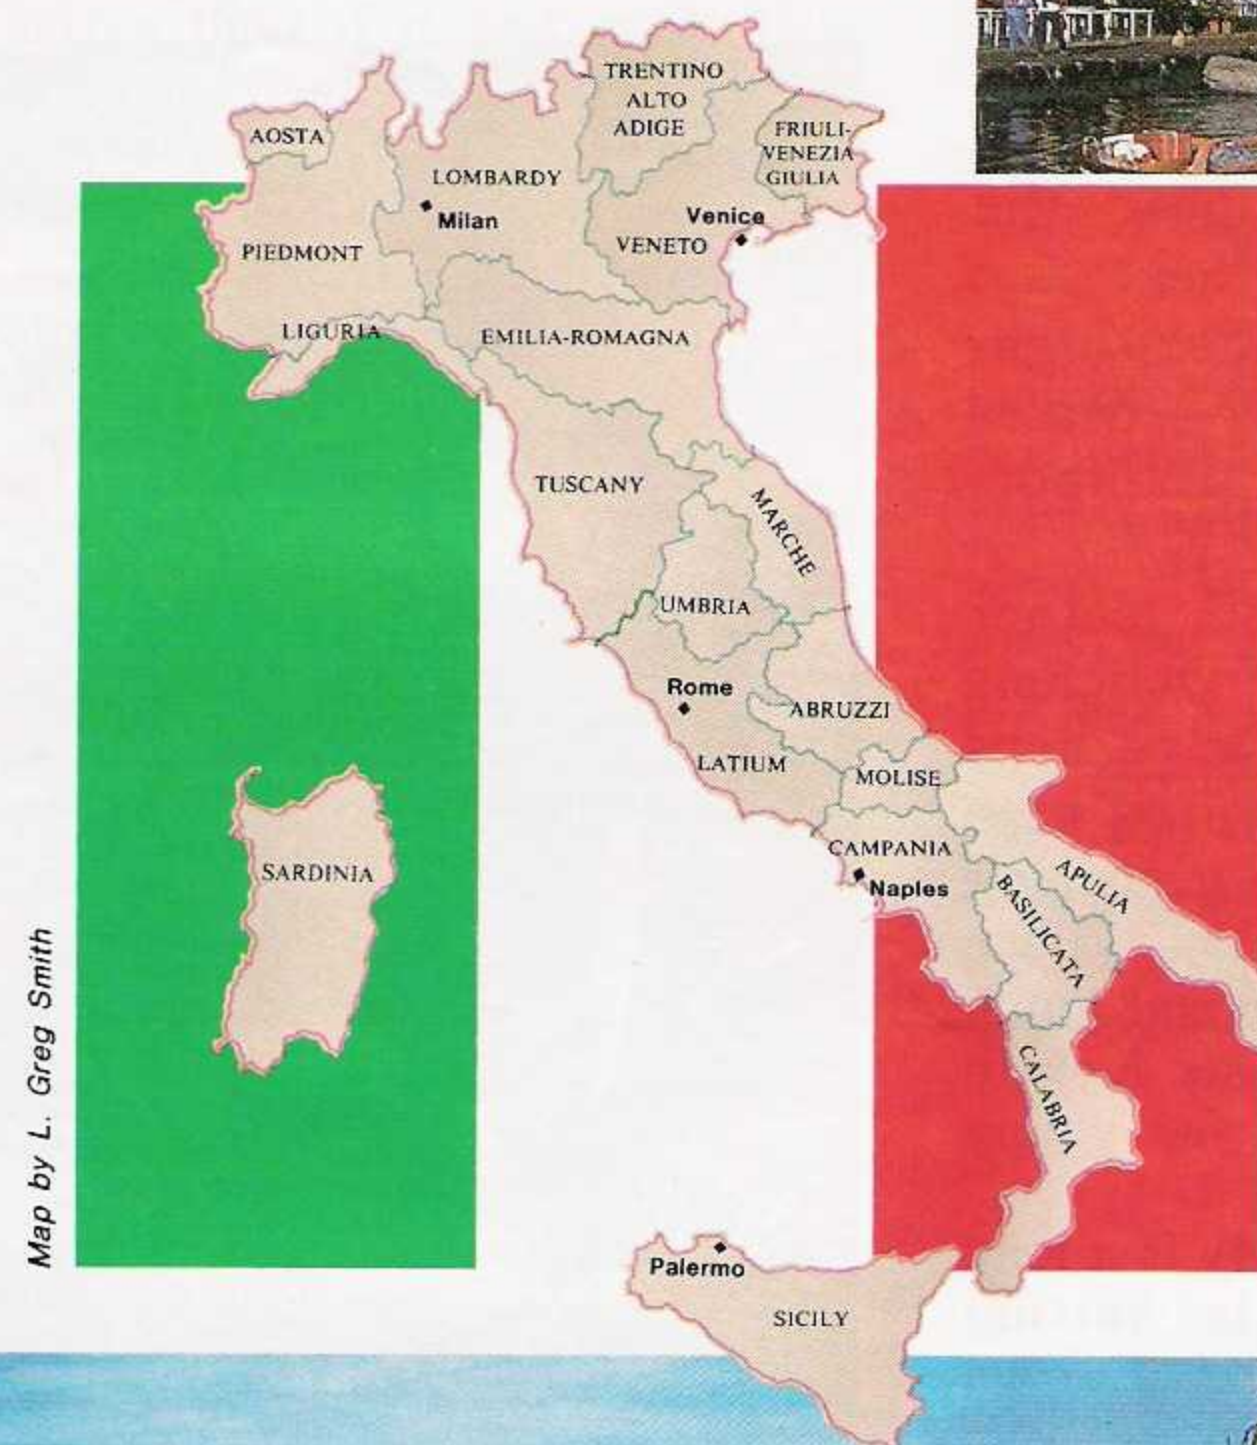 TRENTINO
ALTO
ADIGE
AOSTA
FRIULI-
VENEZIA
GIULIA
LOMBARDY
Milan
Venice
VENETO
PIEDMONT
LIGURIA
EMILIA-ROMAGNA
TUSCANY
MARCHE
UMBRIA
Rome
ABRUZZI
LATIUM
MOLISE
CAMPANIA
Naples
APULIA
BASILICATA
SARDINIA
CALABRIA
Palermo
SICILY
Map by L. Greg Smith